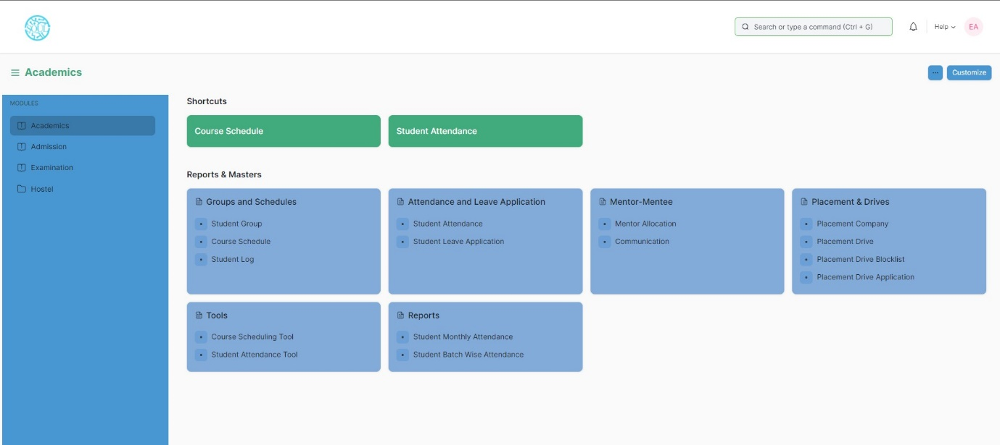 SOUL
Search or type a command (Ctrl + G)
Help
EA
Academics
...
Customize
MODULES
Academics
Admission
Examination
Hostel
Shortcuts
Course Schedule
Student Attendance
Reports & Masters
Groups and Schedules
Student Group
Course Schedule
Student Log
Attendance and Leave Application
Student Attendance
Student Leave Application
Mentor-Mentee
Mentor Allocation
Communication
Placement & Drives
Placement Company
Placement Drive
Placement Drive Blocklist
Placement Drive Application
Tools
Course Scheduling Tool
Student Attendance Tool
Reports
Student Monthly Attendance
Student Batch Wise Attendance